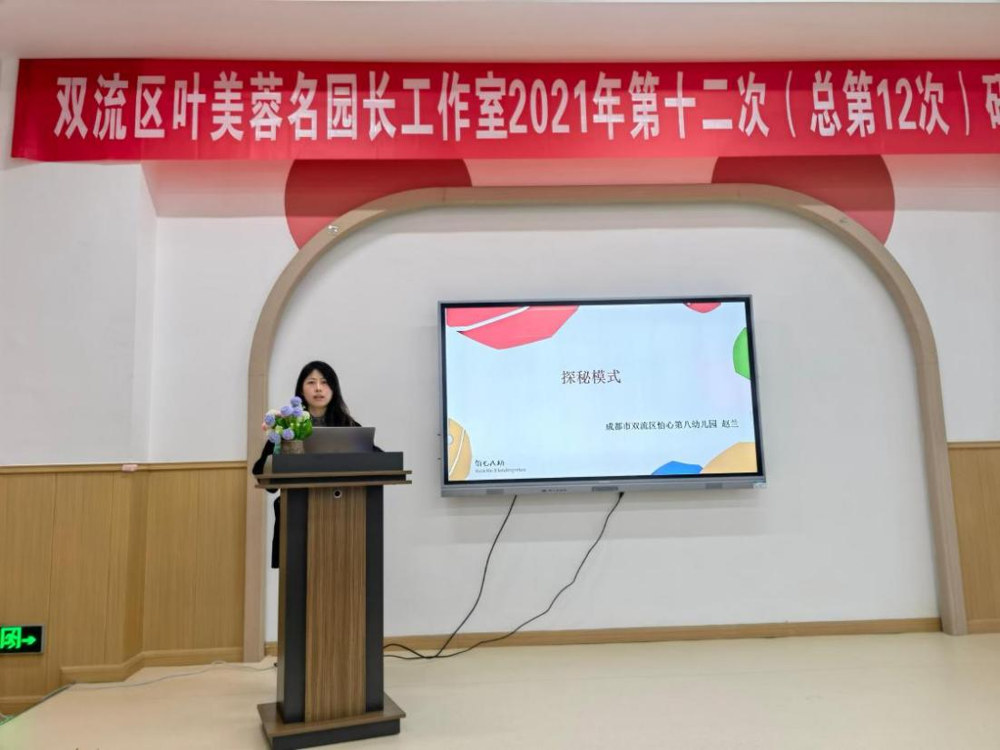 双流区叶美蓉名园长工作室2021年第十二次（总第12次）研
探秘模式
成都市双流区怡心第八幼儿园 赵兰
怡心八幼